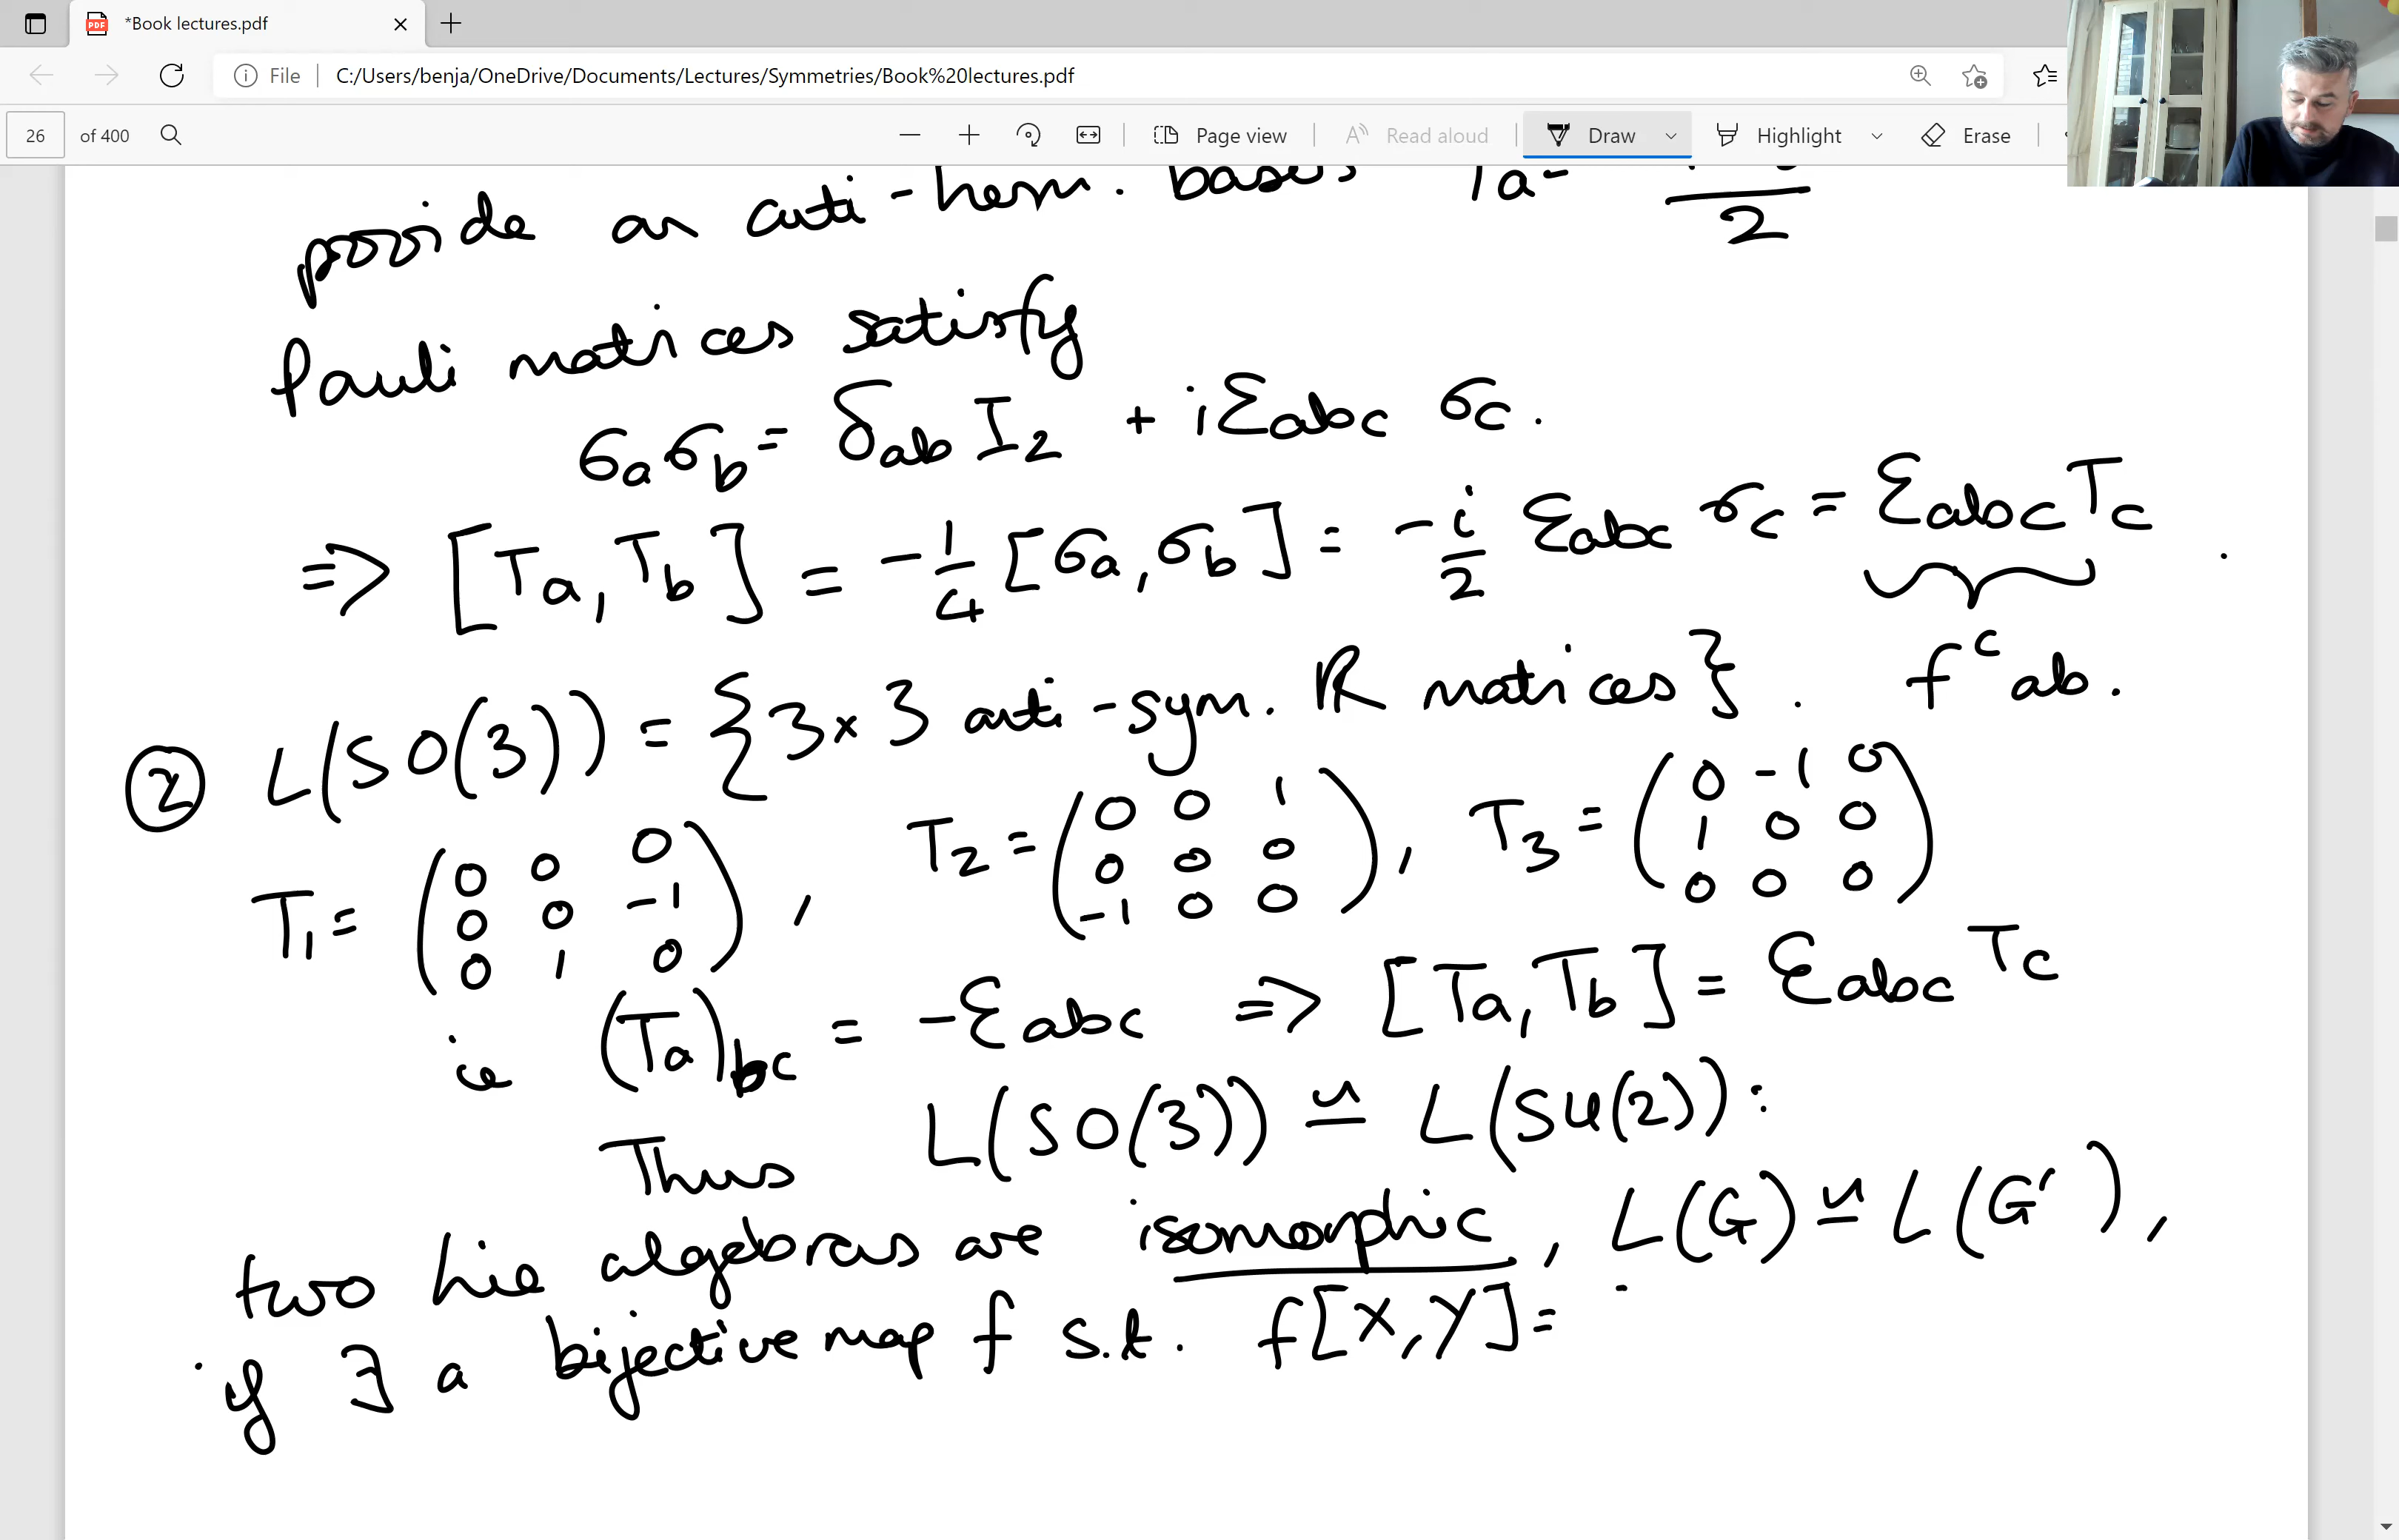 *Book lectures.pdf
File C:/Users/benja/OneDrive/Documents/Lectures/Symmetries/Book%20lectures.pdf
26 of 400 Page view Read aloud Draw Highlight Erase
provide an anti-herm. basis Ta= 2
Pauli matrices satisfy
σa σb = δab I2 + iεabc σc.
=> [Ta, Tb] = -1/4 [σa, σb] = -i/2 εabc σc = εabc Tc .
f^c ab.
② L(SO(3)) = {3×3 anti-sym. ℝ matrices}.
T1 = (0 0 0; 0 0 -1; 0 1 0), T2 = (0 0 1; 0 0 0; -1 0 0), T3 = (0 -1 0; 1 0 0; 0 0 0)
ie (Ta)bc = -εabc => [Ta, Tb] = εabc Tc
Thus L(SO(3)) ≃ L(SU(2)):
two Lie algebras are isomorphic, L(G) ≃ L(G'),
if ∃ a bijective map f s.t. f[X,Y]=